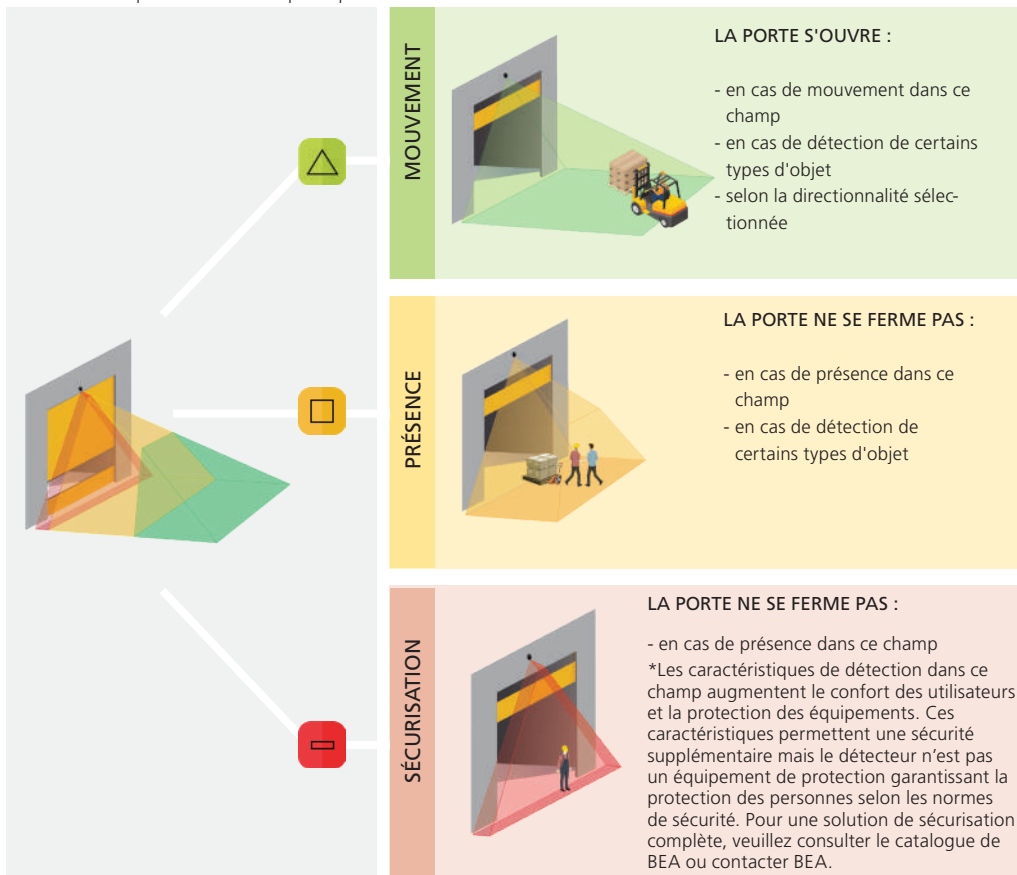 MOUVEMENT
LA PORTE S'OUVRE :
- en cas de mouvement dans ce
champ
- en cas de détection de certains
types d'objet
- selon la directionnalité sélec-
tionnée
PRÉSENCE
LA PORTE NE SE FERME PAS :
- en cas de présence dans ce
champ
- en cas de détection de
certains types d'objet
SÉCURISATION
LA PORTE NE SE FERME PAS :
- en cas de présence dans ce champ
*Les caractéristiques de détection dans ce
champ augmentent le confort des utilisateurs
et la protection des équipements. Ces
caractéristiques permettent une sécurité
supplémentaire mais le détecteur n’est pas
un équipement de protection garantissant la
protection des personnes selon les normes
de sécurité. Pour une solution de sécurisation
complète, veuillez consulter le catalogue de
BEA ou contacter BEA.